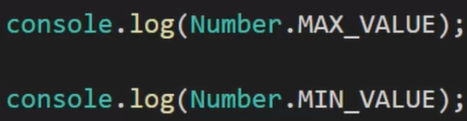 console.log(Number.MAX_VALUE);
console.log(Number.MIN_VALUE);